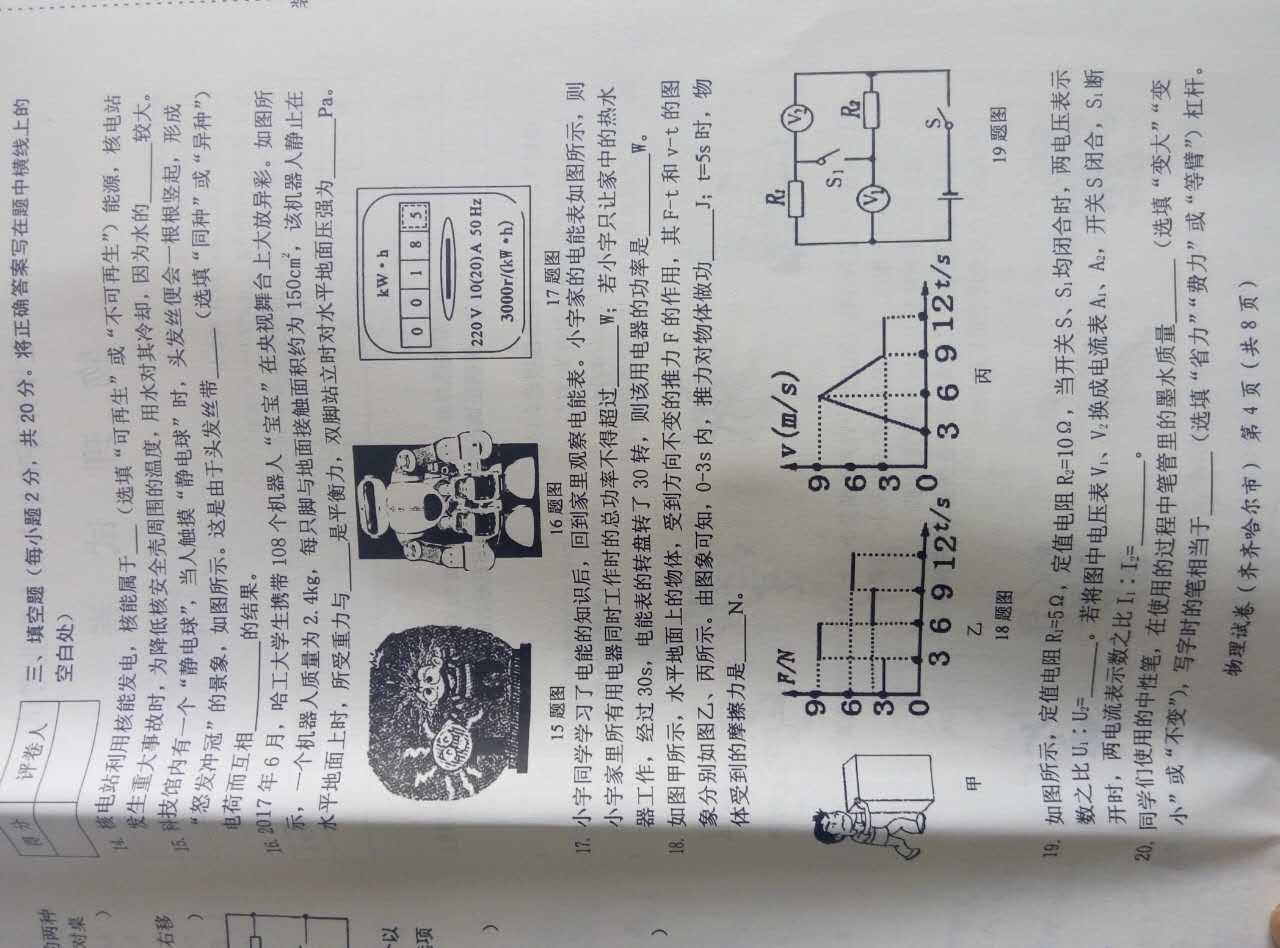 得分
评卷人
三、填空题（每小题2分，共20分。将正确答案写在题中横线上的
空白处）
14. 核电站利用核能发电，核能属于___（选填“可再生”或“不可再生”）能源，核电站
发生重大事故时，为降低核安全壳周围的温度，用水对其冷却，因为水的_____较大。
15. 科技馆内有一个“静电球”，当人触摸“静电球”时，头发丝便会一根根竖起，形成
“怒发冲冠”的景象，如图所示。这是由于头发丝带_____（选填“同种”或“异种”）
电荷而互相_________的结果。
16. 2017年6月，哈工大学生携带108个机器人“宝宝”在央视舞台上大放异彩。如图所
示，一个机器人质量为2.4kg，每只脚与地面接触面积约为150cm²，该机器人静止在
水平地面上时，所受重力与_____是平衡力，双脚站立时对水平地面压强为______Pa。
kW·h
0 0 1 8 5
220V 10(20)A 50Hz
3000r/(kW·h)
15题图
16题图
17题图
17. 小宇同学学习了电能的知识后，回到家里观察电能表。小宇家的电能表如图所示，则
小宇家里所有用电器同时工作时的总功率不得超过_____W；若小宇只让家中的热水
器工作，经过30s，电能表的转盘转了30转，则该用电器的功率是________W。
18. 如图甲所示，水平地面上的物体，受到方向不变的推力F的作用，其F-t和v-t的图
象分别如图乙、丙所示。由图象可知，0-3s内，推力对物体做功_____J；t=5s时，物
体受到的摩擦力是_____N。
F/N
9
6
3
0
3 6 9 12 t/s
v(m/s)
9
6
3
0
3 6 9 12 t/s
R₁
V₂
S₁
V₁
R₂
S
甲
乙
丙
18题图
19题图
19. 如图所示，定值电阻R₁=5Ω，定值电阻R₂=10Ω，当开关S、S₁均闭合时，两电压表示
数之比U₁：U₂=______。若将图中电压表V₁、V₂换成电流表A₁、A₂，开关S闭合，S₁断
开时，两电流表示数之比I₁：I₂=________。
20. 同学们使用的中性笔，在使用的过程中笔管里的墨水质量______（选填“变大”“变
小”或“不变”），写字时的笔相当于______（选填“省力”“费力”或“等臂”）杠杆。
物理试卷（齐齐哈尔市）第4页（共8页）
的两种
对桌
）
右移
）
个以
选项
）
）